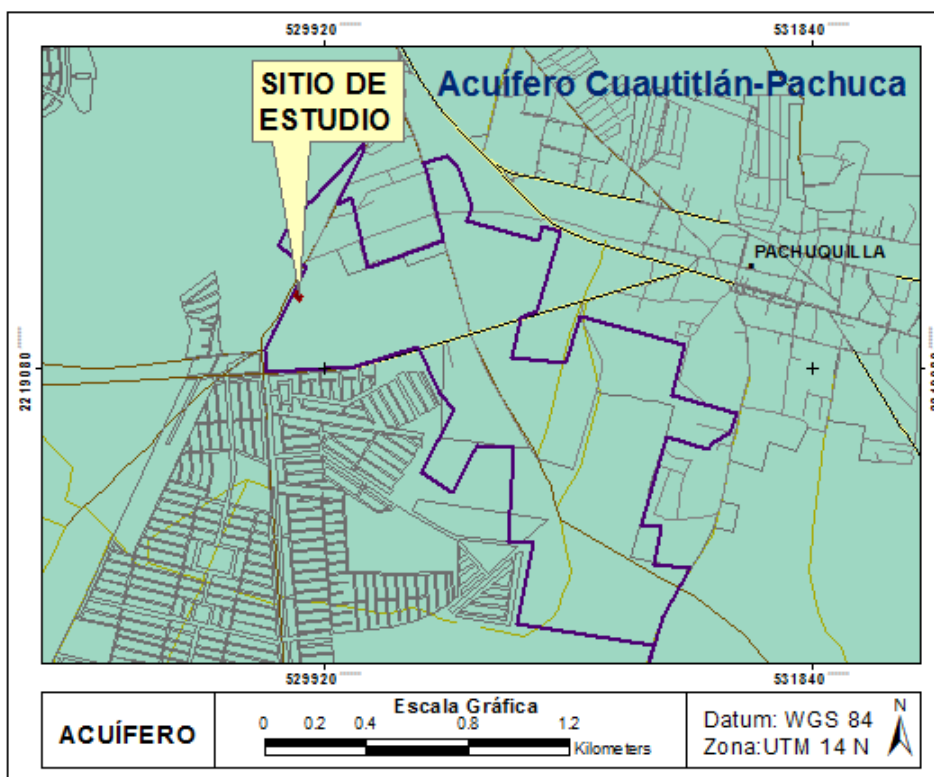 529920
531840
SITIO DE
ESTUDIO
Acuífero Cuautitlán-Pachuca
PACHUQUILLA
2219080
529920
531840
ACUÍFERO
Escala Gráfica
0 0.2 0.4 0.8 1.2
Kilometers
Datum: WGS 84
Zona:UTM 14 N
N